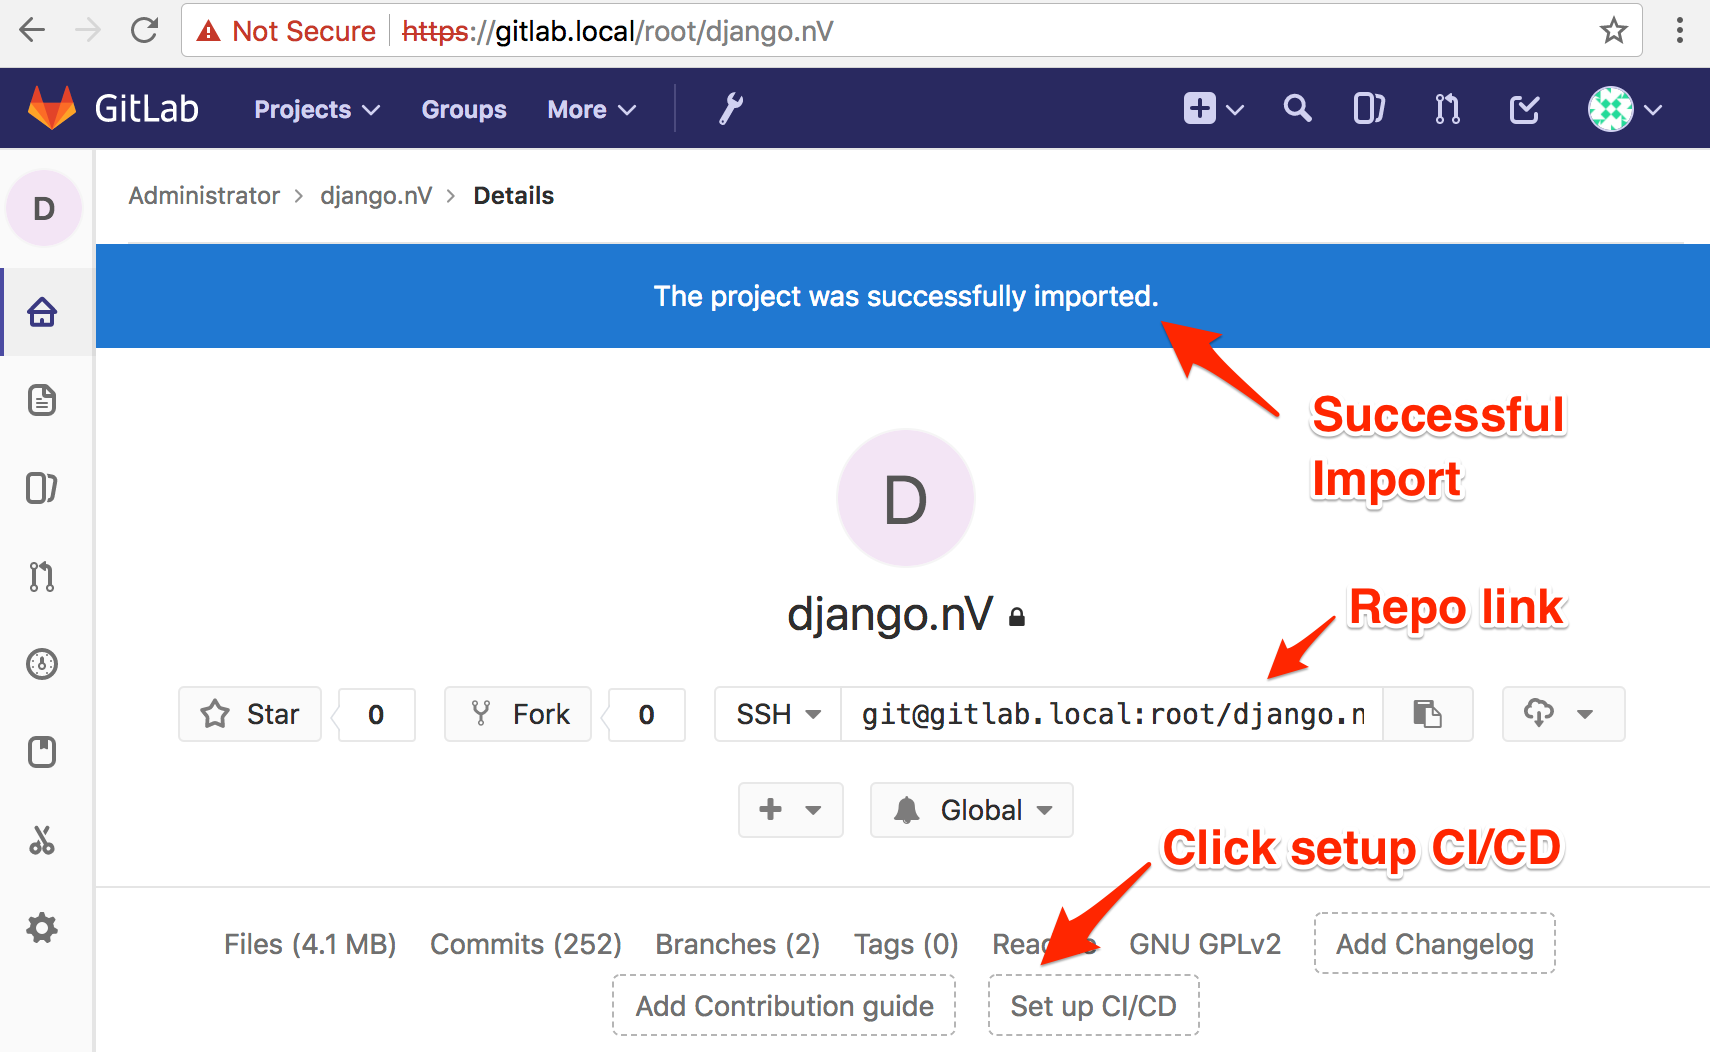 Not Secure https://gitlab.local/root/django.nV
GitLab Projects Groups More
D
Administrator > django.nV > Details
The project was successfully imported.
Successful
Import
D
django.nV
Repo link
Star 0 Fork 0 SSH git@gitlab.local:root/django.n
Global
Click setup CI/CD
Files (4.1 MB) Commits (252) Branches (2) Tags (0) GNU GPLv2 Add Changelog
Add Contribution guide Set up CI/CD